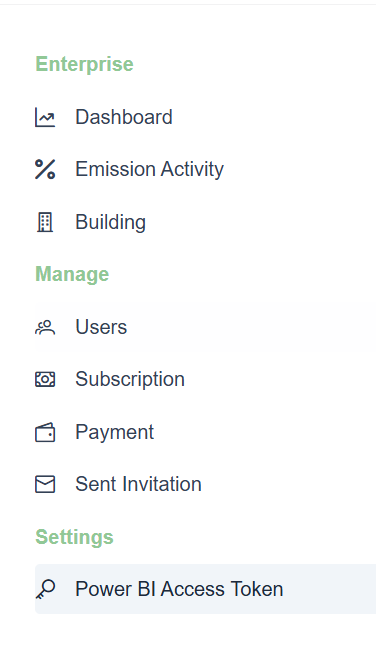 Enterprise
Dashboard
Emission Activity
Building
Manage
Users
Subscription
Payment
Sent Invitation
Settings
Power BI Access Token